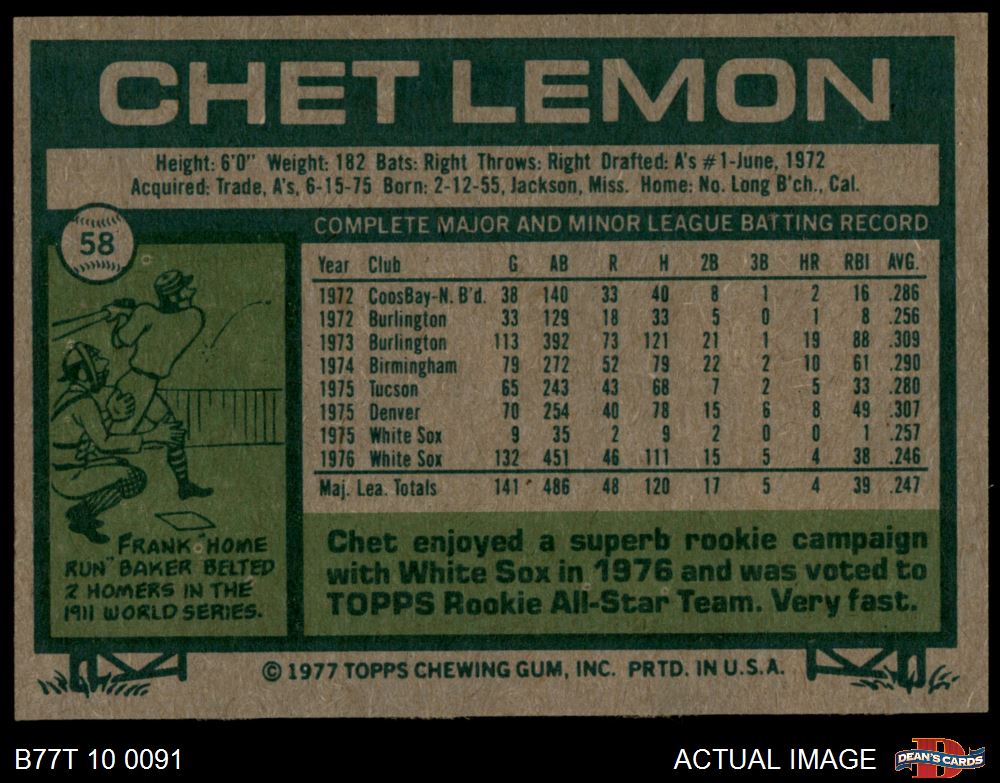 CHET LEMON
Height: 6'0" Weight: 182 Bats: Right Throws: Right Drafted: A's #1-June, 1972
Acquired: Trade, A's, 6-15-75 Born: 2-12-55, Jackson, Miss. Home: No. Long B'ch., Cal.
58
COMPLETE MAJOR AND MINOR LEAGUE BATTING RECORD
Year Club G AB R H 2B 3B HR RBI AVG.
1972 CoosBay-N. B'd. 38 140 33 40 8 1 2 16 .286
1972 Burlington 33 129 18 33 5 0 1 8 .256
1973 Burlington 113 392 73 121 21 1 19 88 .309
1974 Birmingham 79 272 52 79 22 2 10 61 .290
1975 Tucson 65 243 43 68 7 2 5 33 .280
1975 Denver 70 254 40 78 15 6 8 49 .307
1975 White Sox 9 35 2 9 2 0 0 1 .257
1976 White Sox 132 451 46 111 15 5 4 38 .246
Maj. Lea. Totals 141 486 48 120 17 5 4 39 .247
FRANK "HOME
RUN" BAKER BELTED
2 HOMERS IN THE
1911 WORLD SERIES.
Chet enjoyed a superb rookie campaign
with White Sox in 1976 and was voted to
TOPPS Rookie All-Star Team. Very fast.
© 1977 TOPPS CHEWING GUM, INC. PRTD. IN U.S.A.
B77T 10 0091
ACTUAL IMAGE
D
DEAN'S CARDS